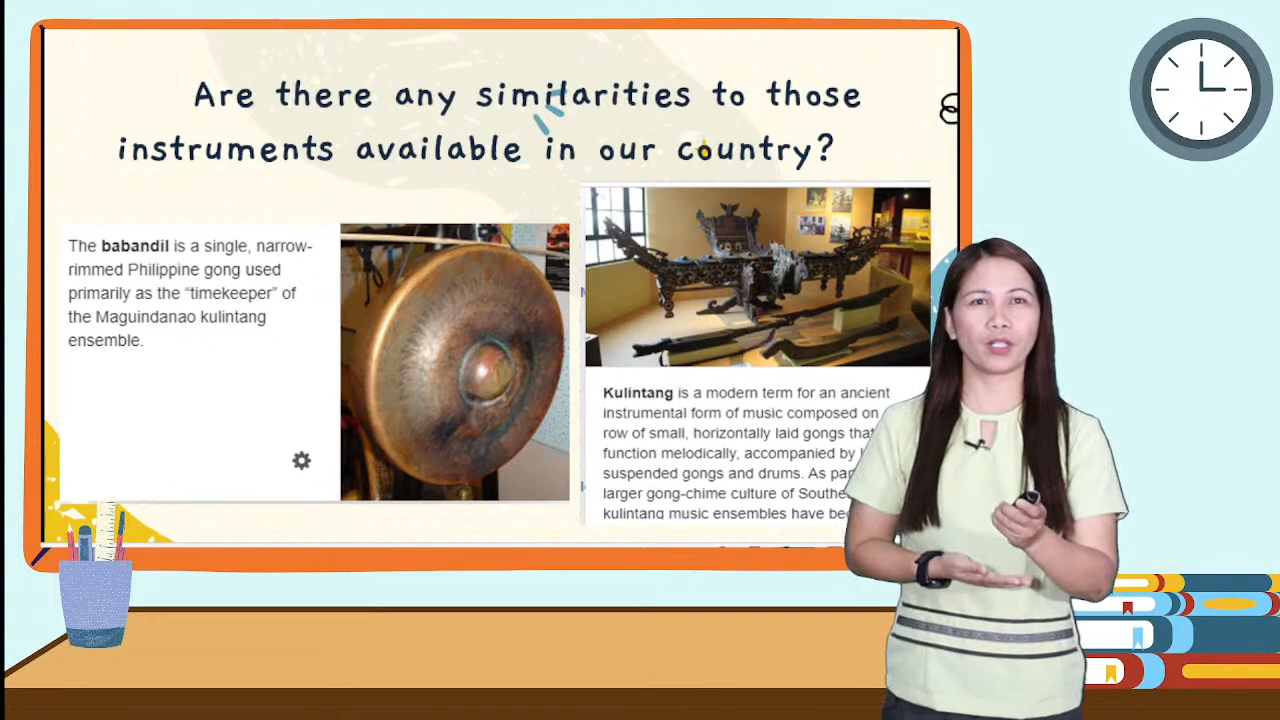 Are there any similarities to those
instruments available in our country?
The babandil is a single, narrow-
rimmed Philippine gong used
primarily as the “timekeeper” of
the Maguindanao kulintang
ensemble.
Kulintang is a modern term for an ancient
instrumental form of music composed on
row of small, horizontally laid gongs that
function melodically, accompanied by
suspended gongs and drums. As
larger gong-chime culture of
kulintang music ensembles have